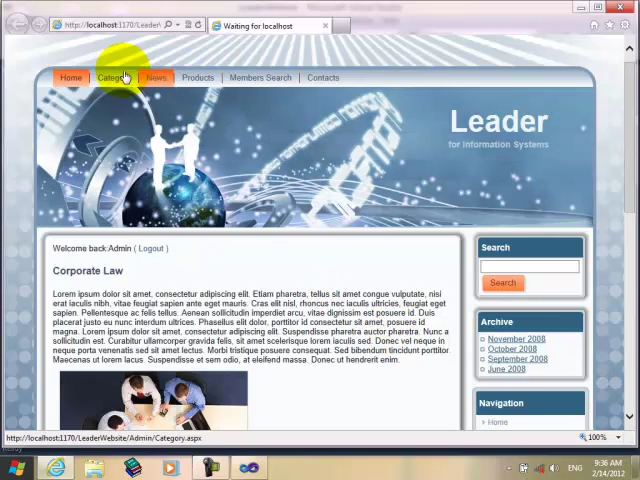 http://localhost:1170/Leader\
Waiting for localhost
Home
News
Products
Members Search
Contacts
Leader
for Information Systems
Welcome back:Admin ( Logout )
Corporate Law
Lorem ipsum dolor sit amet, consectetur adipiscing elit. Etiam pharetra, tellus sit amet congue vulputate, nisi
erat iaculis nibh, vitae feugiat sapien ante eget mauris. Cras elit nisl, rhoncus nec iaculis ultricies, feugiat eget
sapien. Pellentesque ac felis tellus. Aenean sollicitudin imperdiet arcu, vitae dignissim est posuere id. Duis
placerat justo eu nunc interdum ultrices. Phasellus elit dolor, porttitor id consectetur sit amet, posuere id
magna. Lorem ipsum dolor sit amet, consectetur adipiscing elit. Suspendisse pharetra auctor pharetra. Nunc a
sollicitudin est. Curabitur ullamcorper gravida felis, sit amet scelerisque lorem iaculis sed. Donec vel neque in
neque porta venenatis sed sit amet lectus. Morbi tristique posuere consequat. Sed bibendum tincidunt porttitor.
Maecenas ut lorem lacus. Suspendisse et sem odio, at eleifend massa. Donec ut hendrerit enim.
Search
Search
Archive
November 2008
October 2008
September 2008
June 2008
Navigation
Home
http://localhost:1170/LeaderWebsite/Admin/Category.aspx
100%
Ready
ENG
9:36 AM
2/14/2012